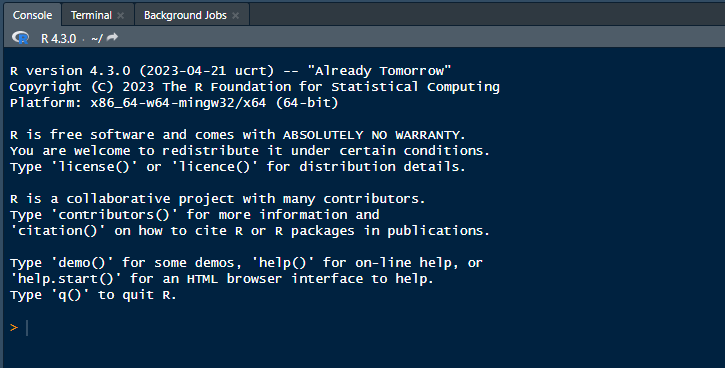 Console Terminal Background Jobs
R 4.3.0 · ~/
R version 4.3.0 (2023-04-21 ucrt) -- "Already Tomorrow"
Copyright (C) 2023 The R Foundation for Statistical Computing
Platform: x86_64-w64-mingw32/x64 (64-bit)
R is free software and comes with ABSOLUTELY NO WARRANTY.
You are welcome to redistribute it under certain conditions.
Type 'license()' or 'licence()' for distribution details.
R is a collaborative project with many contributors.
Type 'contributors()' for more information and
'citation()' on how to cite R or R packages in publications.
Type 'demo()' for some demos, 'help()' for on-line help, or
'help.start()' for an HTML browser interface to help.
Type 'q()' to quit R.
>